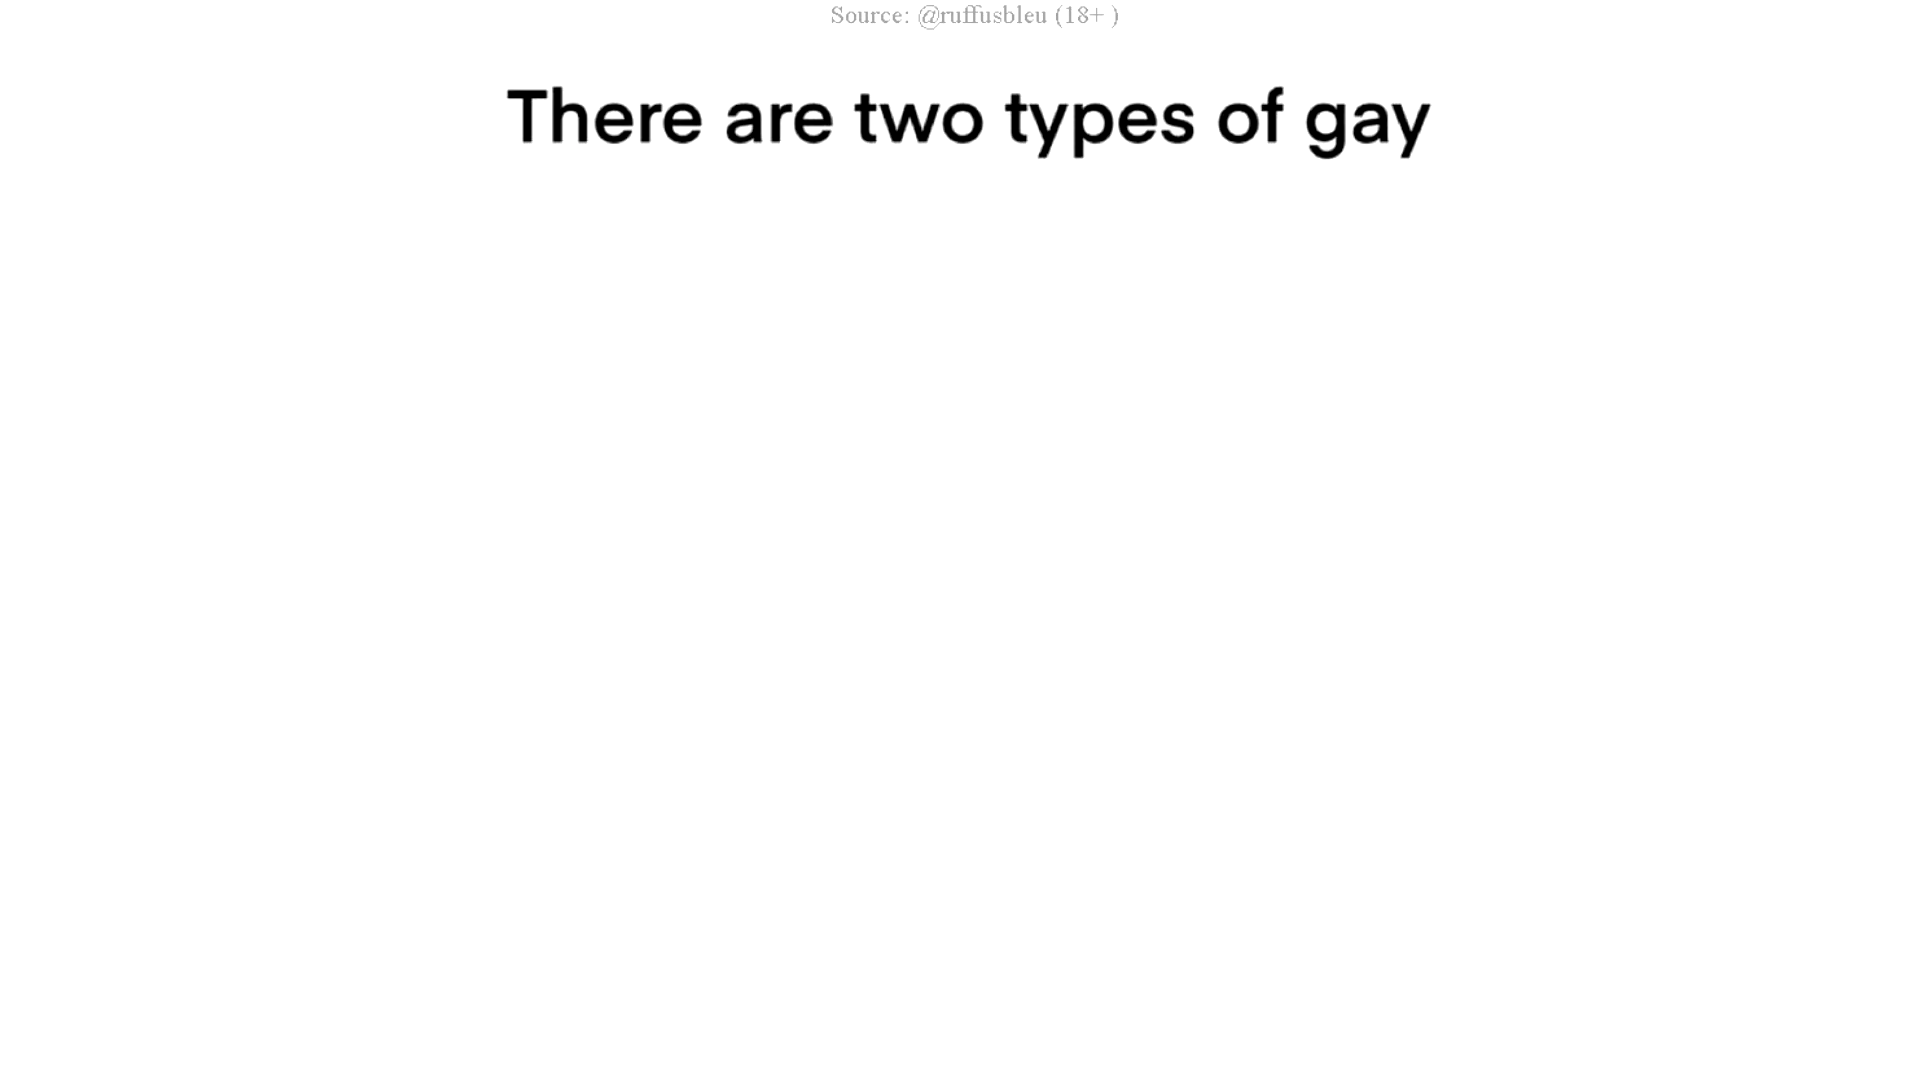 Source: @ruffusbleu (18+ )
There are two types of gay